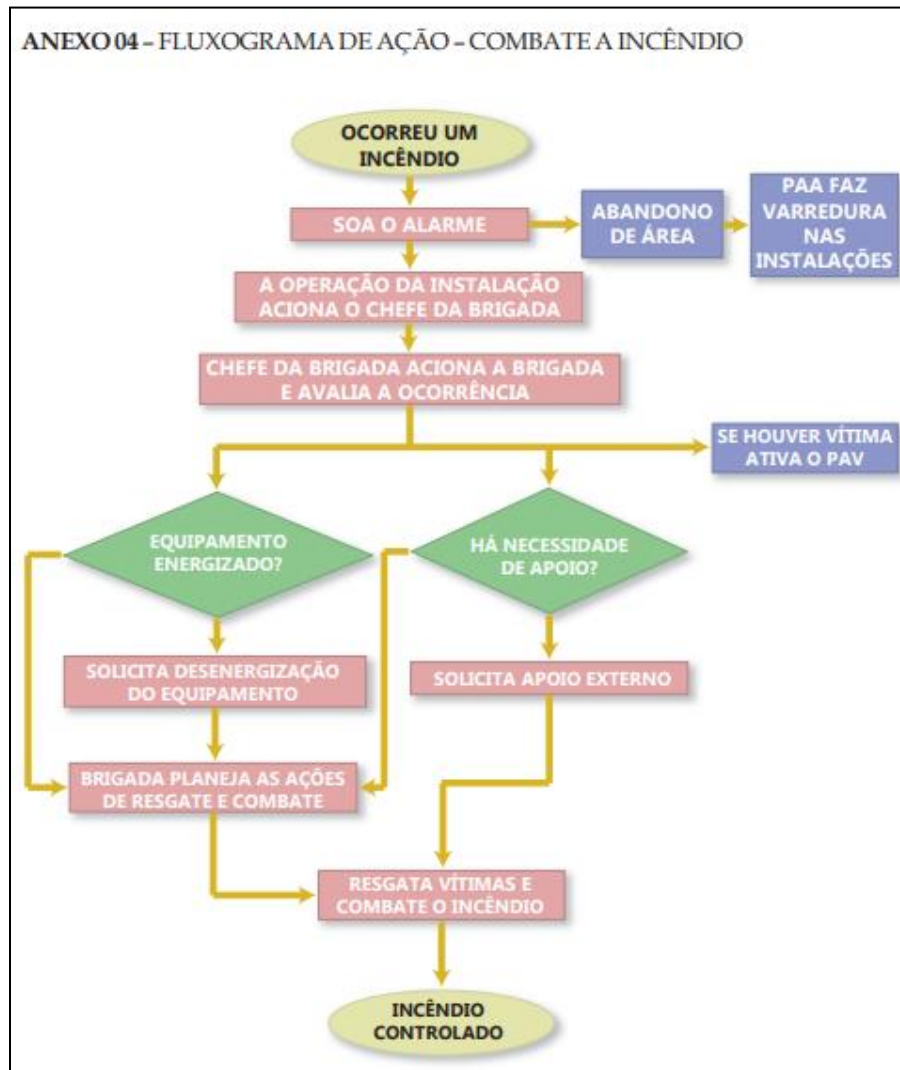 ANEXO 04 – FLUXOGRAMA DE AÇÃO – COMBATE A INCÊNDIO
OCORREU UM
INCÊNDIO
SOA O ALARME
ABANDONO
DE ÁREA
PAA FAZ
VARREDURA
NAS
INSTALAÇÕES
A OPERAÇÃO DA INSTALAÇÃO
ACIONA O CHEFE DA BRIGADA
CHEFE DA BRIGADA ACIONA A BRIGADA
E AVALIA A OCORRÊNCIA
SE HOUVER VÍTIMA
ATIVA O PAV
EQUIPAMENTO
ENERGIZADO?
HÁ NECESSIDADE
DE APOIO?
SOLICITA DESENERGIZAÇÃO
DO EQUIPAMENTO
SOLICITA APOIO EXTERNO
BRIGADA PLANEJA AS AÇÕES
DE RESGATE E COMBATE
RESGATA VÍTIMAS E
COMBATE O INCÊNDIO
INCÊNDIO
CONTROLADO